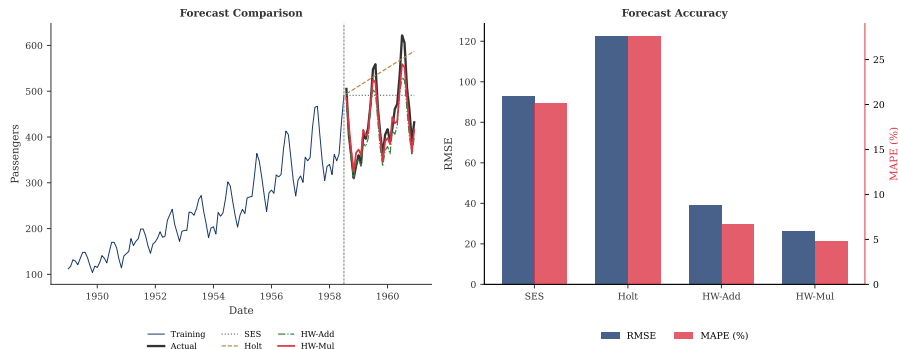 Forecast Comparison
Passengers
600
500
400
300
200
100
1950
1952
1954
1956
1958
1960
Date
Training
Actual
SES
Holt
HW-Add
HW-Mul
Forecast Accuracy
RMSE
120
100
80
60
40
20
0
SES
Holt
HW-Add
HW-Mul
25
20
15
10
5
0
MAPE (%)
RMSE
MAPE (%)